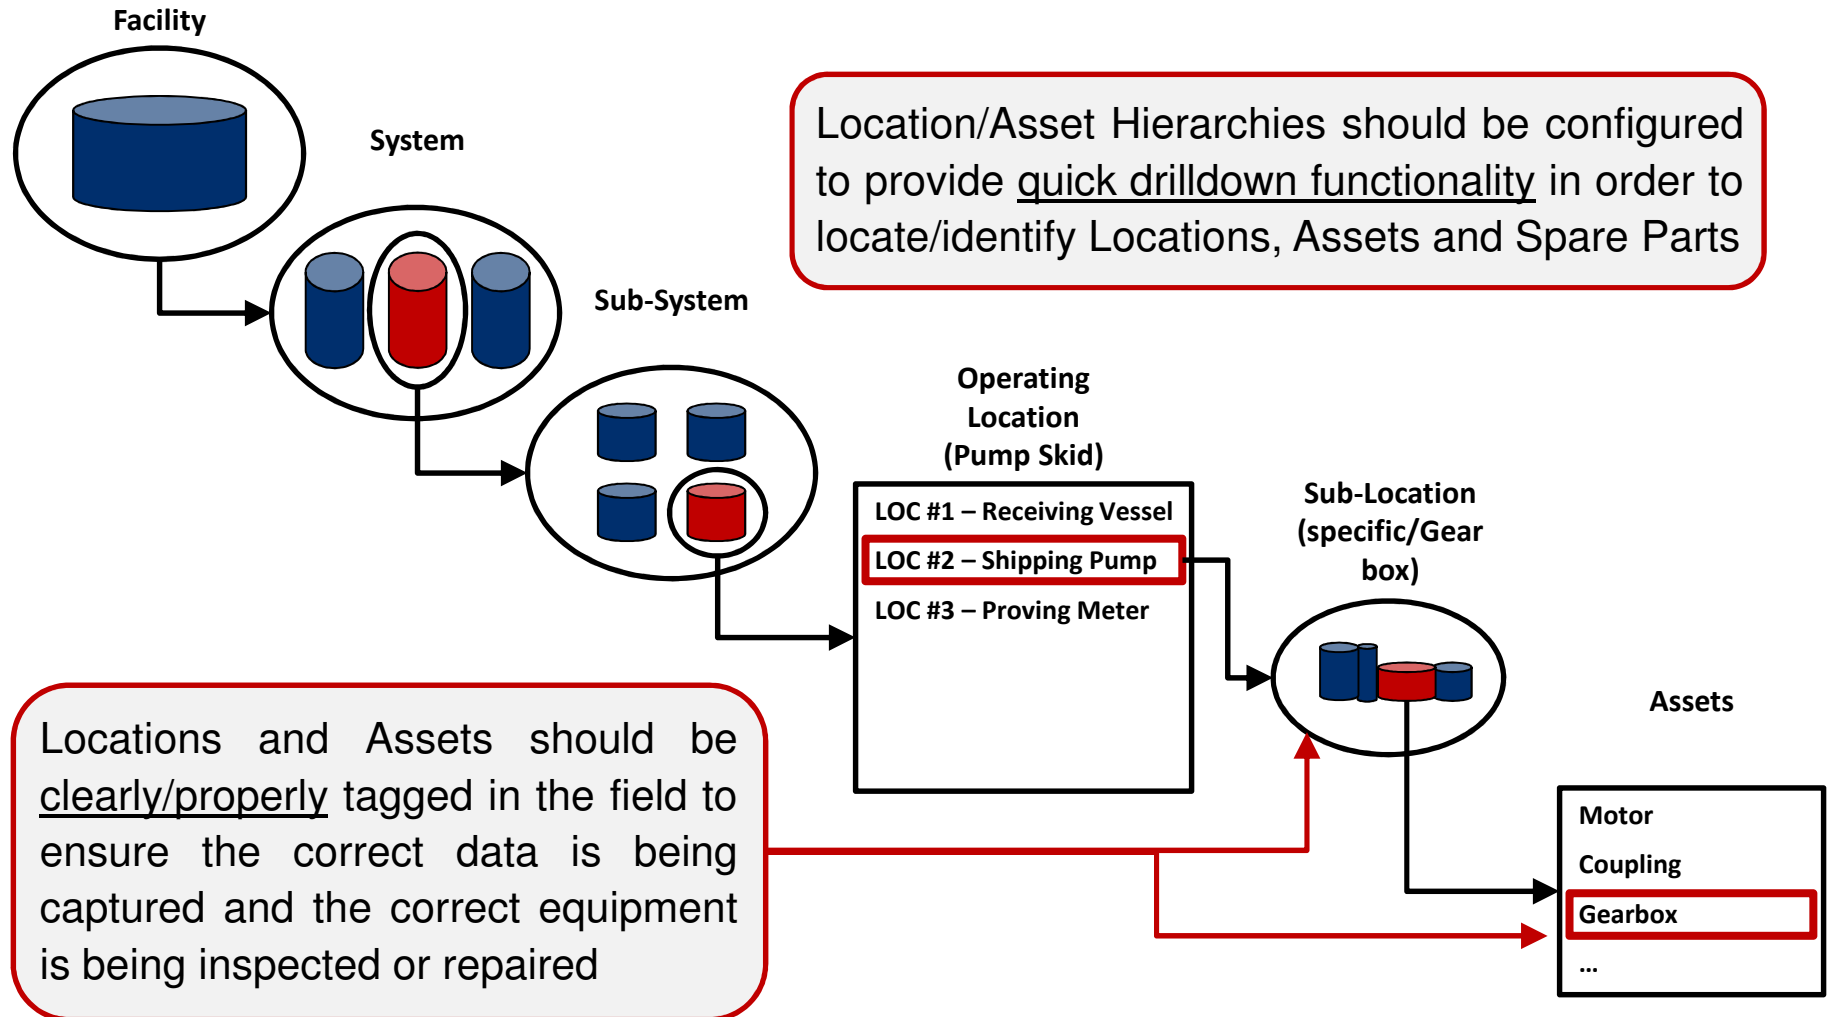 Facility
System
Location/Asset Hierarchies should be configured
to provide quick drilldown functionality in order to
locate/identify Locations, Assets and Spare Parts
Sub-System
Operating
Location
(Pump Skid)
LOC #1 – Receiving Vessel
LOC #2 – Shipping Pump
LOC #3 – Proving Meter
Sub-Location
(specific/Gear
box)
Locations and Assets should be
clearly/properly tagged in the field to
ensure the correct data is being
captured and the correct equipment
is being inspected or repaired
Assets
Motor
Coupling
Gearbox
...